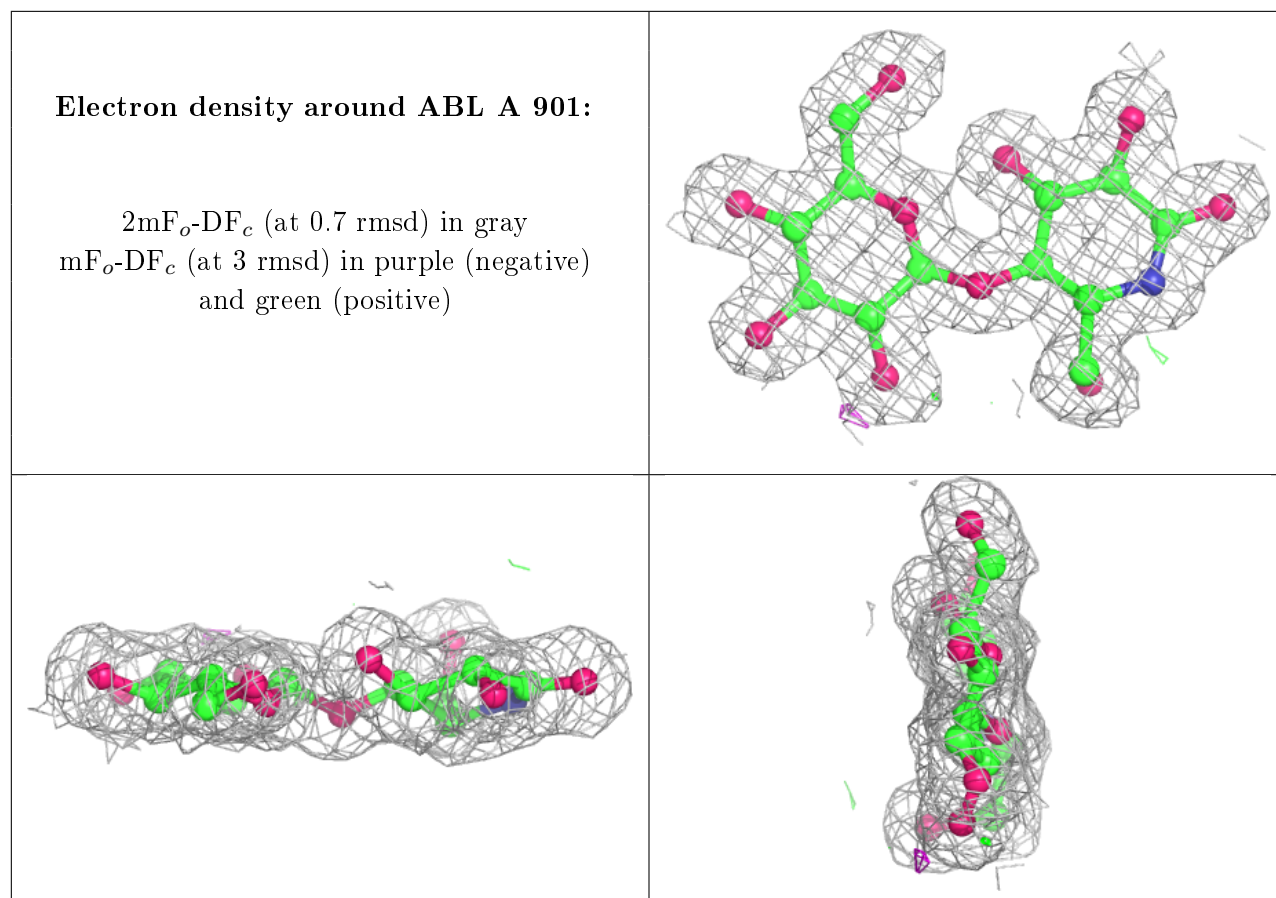 Electron density around ABL A 901:
2mFₒ-DF𝒸 (at 0.7 rmsd) in gray
mFₒ-DF𝒸 (at 3 rmsd) in purple (negative)
and green (positive)